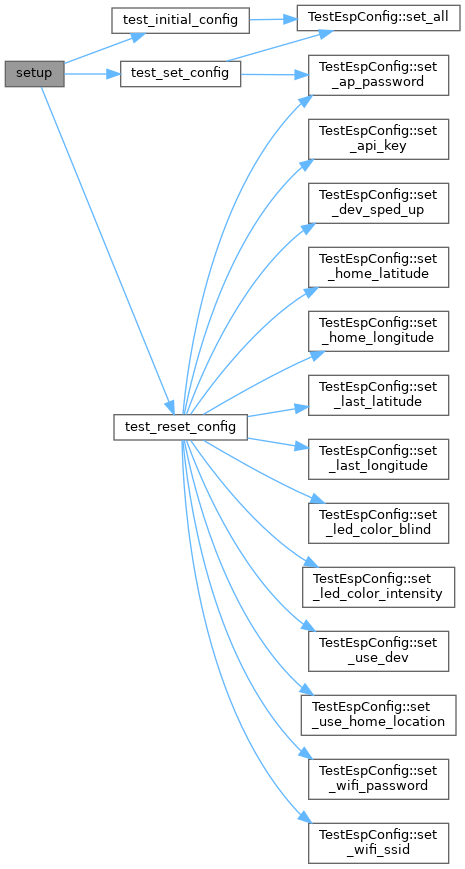 setup
test_initial_config
test_set_config
test_reset_config
TestEspConfig::set_all
TestEspConfig::set
_ap_password
TestEspConfig::set
_api_key
TestEspConfig::set
_dev_sped_up
TestEspConfig::set
_home_latitude
TestEspConfig::set
_home_longitude
TestEspConfig::set
_last_latitude
TestEspConfig::set
_last_longitude
TestEspConfig::set
_led_color_blind
TestEspConfig::set
_led_color_intensity
TestEspConfig::set
_use_dev
TestEspConfig::set
_use_home_location
TestEspConfig::set
_wifi_password
TestEspConfig::set
_wifi_ssid